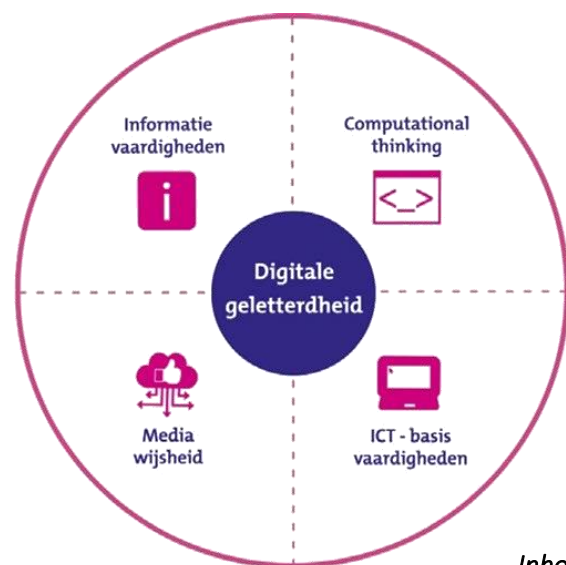 Informatie
vaardigheden
i
Computational
thinking
<_>
Digitale
geletterdheid
Media
wijsheid
ICT - basis
vaardigheden